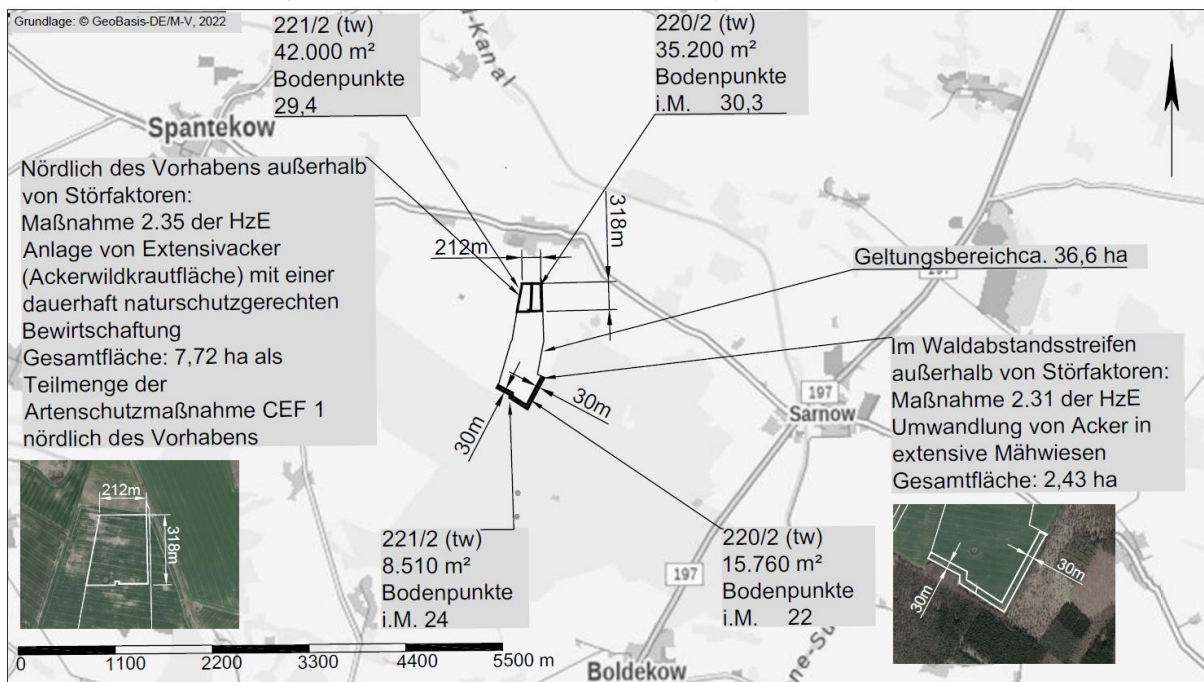 Grundlage: © GeoBasis-DE/M-V, 2022
221/2 (tw)
42.000 m²
Bodenpunkte
29,4
220/2 (tw)
35.200 m²
Bodenpunkte
i.M. 30,3
Spantekow
Nördlich des Vorhabens außerhalb
von Störfaktoren:
Maßnahme 2.35 der HzE
Anlage von Extensivacker
(Ackerwildkrautfläche) mit einer
dauerhaft naturschutzgerechten
Bewirtschaftung
Gesamtfläche: 7,72 ha als
Teilmenge der
Artenschutzmaßnahme CEF 1
nördlich des Vorhabens
212m
318m
Geltungsbereichca. 36,6 ha
197
Im Waldabstandsstreifen
außerhalb von Störfaktoren:
Maßnahme 2.31 der HzE
Umwandlung von Acker in
extensive Mähwiesen
Gesamtfläche: 2,43 ha
30m
30m
197
Sarnow
212m
318m
221/2 (tw)
8.510 m²
Bodenpunkte
i.M. 24
220/2 (tw)
15.760 m²
Bodenpunkte
i.M. 22
197
30m
30m
0 1100 2200 3300 4400 5500 m
Boldekow